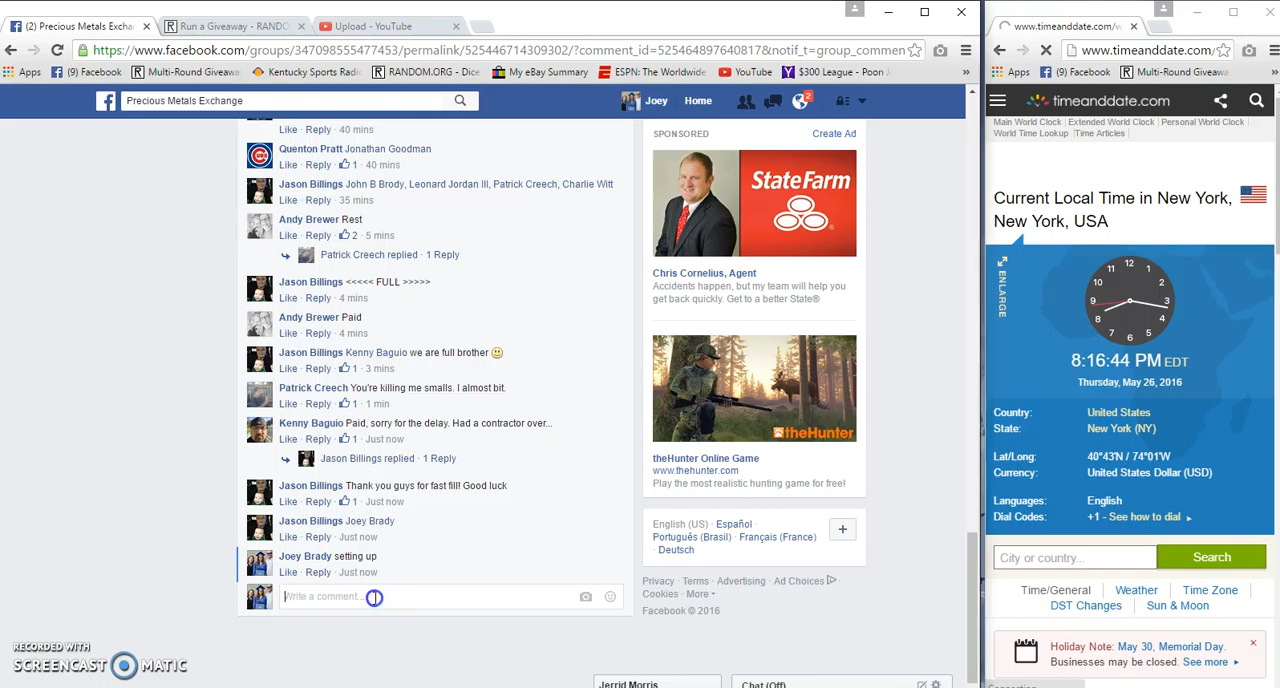 (2) Precious Metals Exchan
Run a Giveaway - RANDO
Upload - YouTube
www.timeanddate.com/w
https://www.facebook.com/groups/347098555477453/permalink/525446714309302/?comment_id=525464897640817&notif_t=group_commen
www.timeanddate.com/
Apps
(9) Facebook
Multi-Round Giveaway
Kentucky Sports Radio
RANDOM.ORG - Dice
My eBay Summary
ESPN: The Worldwide
YouTube
$300 League - Poon J
»
Apps
(9) Facebook
Multi-Round Giveawa
Precious Metals Exchange
Joey
Home
2
timeanddate.com
Main World Clock
Extended World Clock
Personal World Clock
World Time Lookup
Time Articles
Like · Reply · 40 mins
Quenton Pratt Jonathan Goodman
Like · Reply · 1 · 40 mins
Jason Billings John B Brody, Leonard Jordan III, Patrick Creech, Charlie Witt
Like · Reply · 35 mins
Andy Brewer Rest
Like · Reply · 2 · 5 mins
Patrick Creech replied · 1 Reply
Jason Billings <<<<< FULL >>>>>
Like · Reply · 4 mins
Andy Brewer Paid
Like · Reply · 4 mins
Jason Billings Kenny Baguio we are full brother
Like · Reply · 1 · 3 mins
Patrick Creech You're killing me smalls. I almost bit.
Like · Reply · 1 · 1 min
Kenny Baguio Paid, sorry for the delay. Had a contractor over...
Like · Reply · 1 · Just now
Jason Billings replied · 1 Reply
Jason Billings Thank you guys for fast fill! Good luck
Like · Reply · 1 · Just now
Jason Billings Joey Brady
Like · Reply · Just now
Joey Brady setting up
Like · Reply · Just now
Write a comment...
SPONSORED
Create Ad
StateFarm
Chris Cornelius, Agent
Accidents happen, but my team will help you
get back quickly. Get to a better State®
theHunter
theHunter Online Game
www.thehunter.com
Play the most realistic hunting game for free!
English (US) · Español ·
Português (Brasil) · Français (France)
· Deutsch
+
Privacy · Terms · Advertising · Ad Choices
Cookies · More
Facebook © 2016
Jerrid Morris
Chat (Off)
RECORDED WITH
SCREENCAST MATIC
Current Local Time in New York,
New York, USA
ENLARGE
12
1
2
3
4
5
6
7
8
9
10
11
8:16:44 PM EDT
Thursday, May 26, 2016
Country: United States
State: New York (NY)
Lat/Long: 40°43'N / 74°01'W
Currency: United States Dollar (USD)
Languages: English
Dial Codes: +1 - See how to dial
City or country...
Search
Time/General
Weather
Time Zone
DST Changes
Sun & Moon
Holiday Note: May 30, Memorial Day.
Businesses may be closed. See more
×